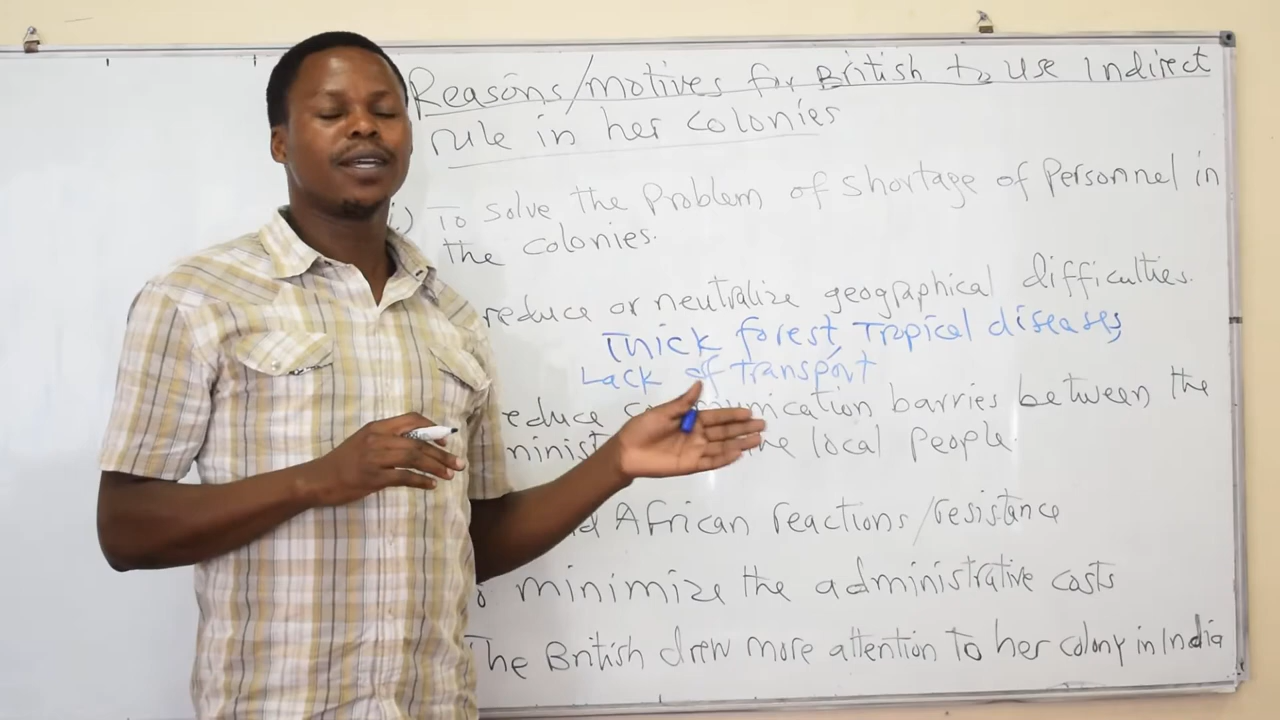 Reasons/motives for British to use Indirect
rule in her colonies
i.) To solve the problem of shortage of Personnel in
the colonies.
reduce or neutralize geographical difficulties.
Thick forest, Tropical diseases,
Lack of transport
educe communication barries between the
local people.
African reactions/resistance
minimize the administrative costs
The British drew more attention to her colony in India